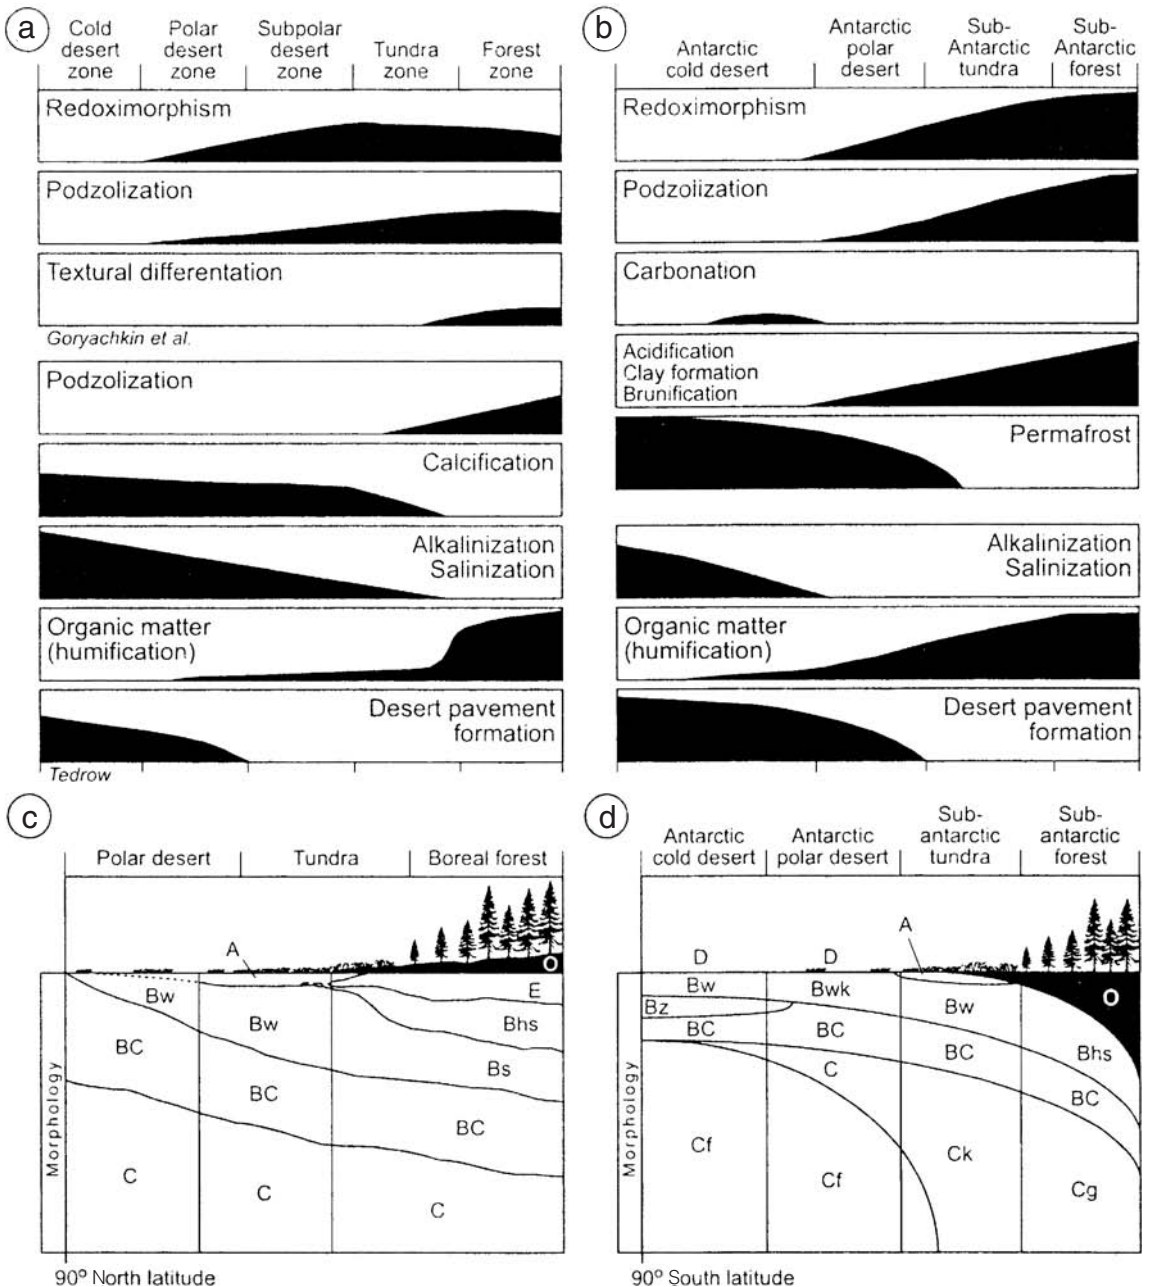 a
Cold
desert
zone
Polar
desert
zone
Subpolar
desert
zone
Tundra
zone
Forest
zone
Redoximorphism
Podzolization
Textural differentation
Goryachkin et al.
Podzolization
Calcification
Alkalinization
Salinization
Organic matter
(humification)
Desert pavement
formation
Tedrow
b
Antarctic
cold desert
Antarctic
polar
desert
Sub-
Antarctic
tundra
Sub-
Antarctic
forest
Redoximorphism
Podzolization
Carbonation
Acidification
Clay formation
Brunification
Permafrost
Alkalinization
Salinization
Organic matter
(humification)
Desert pavement
formation
c
Polar desert
Tundra
Boreal forest
A
O
Bw
E
Bw
Bhs
BC
Bs
BC
BC
C
C
C
Morphology
90º North latitude
d
Antarctic
cold desert
Antarctic
polar desert
Sub-
antarctic
tundra
Sub-
antarctic
forest
A
D
D
Bw
Bwk
Bw
O
Bz
BC
BC
BC
Bhs
C
BC
Cf
Ck
Cf
Cg
Morphology
90º South latitude